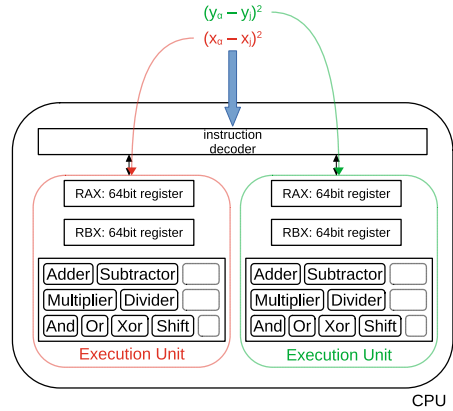 (yα – yj)²
(xα – xj)²
instruction
decoder
RAX: 64bit register
RBX: 64bit register
Adder Subtractor
Multiplier Divider
And Or Xor Shift
Execution Unit
RAX: 64bit register
RBX: 64bit register
Adder Subtractor
Multiplier Divider
And Or Xor Shift
Execution Unit
CPU